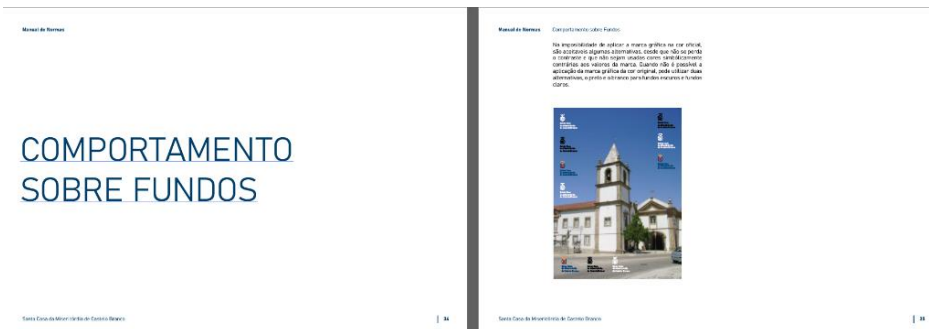 Manual de Normas
COMPORTAMENTO
SOBRE FUNDOS
Santa Casa da Misericórdia de Castelo Branco
Manual de Normas
Comportamento sobre Fundos
Na impossibilidade de aplicar a marca gráfica na cor oficial,
são aceitáveis algumas alternativas, desde que não se perda
o contraste e que não sejam usadas cores simbolicamente
contrárias aos valores da marca. Quando não é possível a
aplicação da marca gráfica da cor original, pode utilizar duas
alternativas, o preto e o branco para fundos escuros e fundos
claros.
Santa Casa da Misericórdia de Castelo Branco